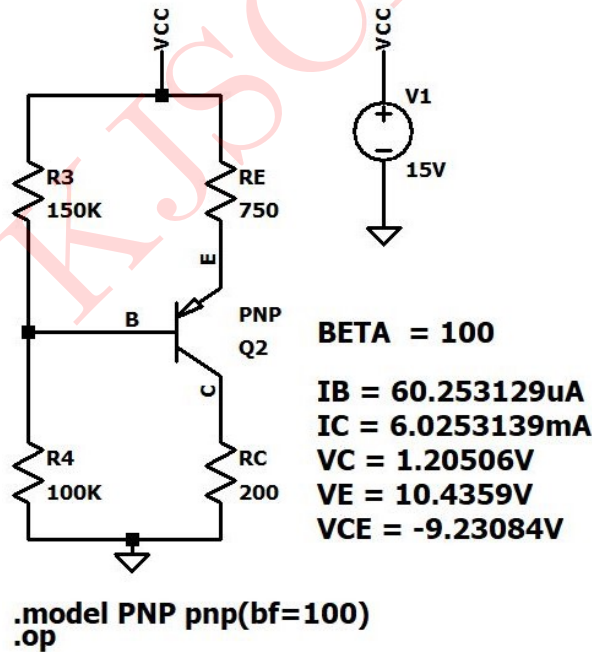 VCC
VCC
V1
15V
R3
150K
RE
750
E
B
PNP
Q2
C
R4
100K
RC
200
BETA = 100
IB = 60.253129uA
IC = 6.0253139mA
VC = 1.20506V
VE = 10.4359V
VCE = -9.23084V
.model PNP pnp(bf=100)
.op